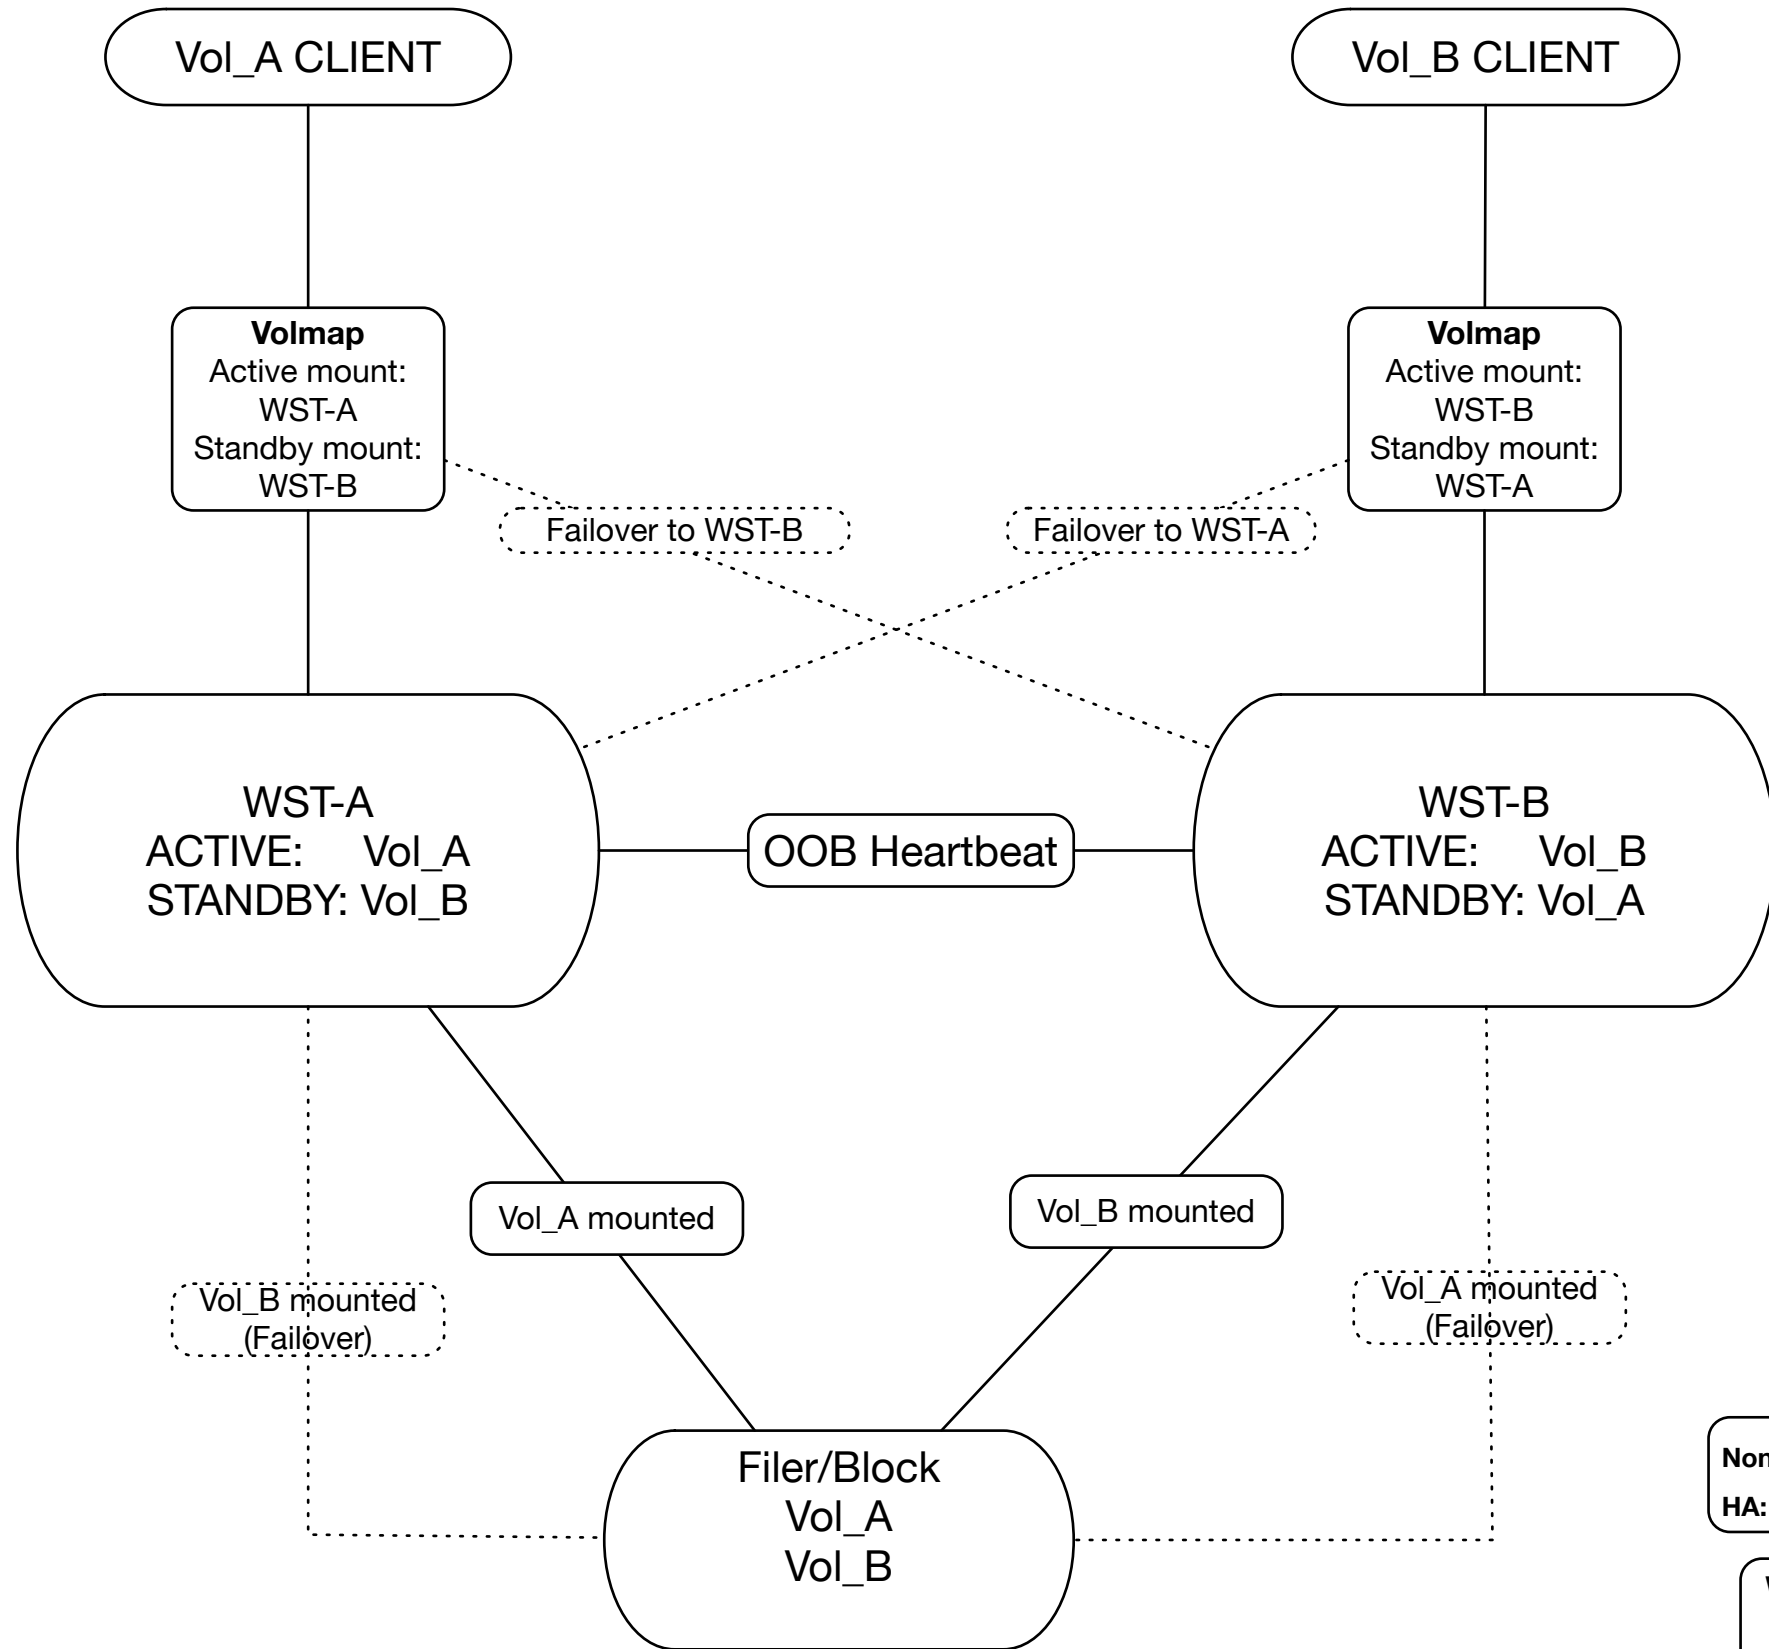 Vol_A CLIENT
Vol_B CLIENT
Volmap
Active mount:
WST-A
Standby mount:
WST-B
Volmap
Active mount:
WST-B
Standby mount:
WST-A
Failover to WST-B
Failover to WST-A
WST-A
ACTIVE: Vol_A
STANDBY: Vol_B
OOB Heartbeat
WST-B
ACTIVE: Vol_B
STANDBY: Vol_A
Vol_A mounted
Vol_B mounted
Vol_B mounted
(Failover)
Vol_A mounted
(Failover)
Filer/Block
Vol_A
Vol_B
HA: